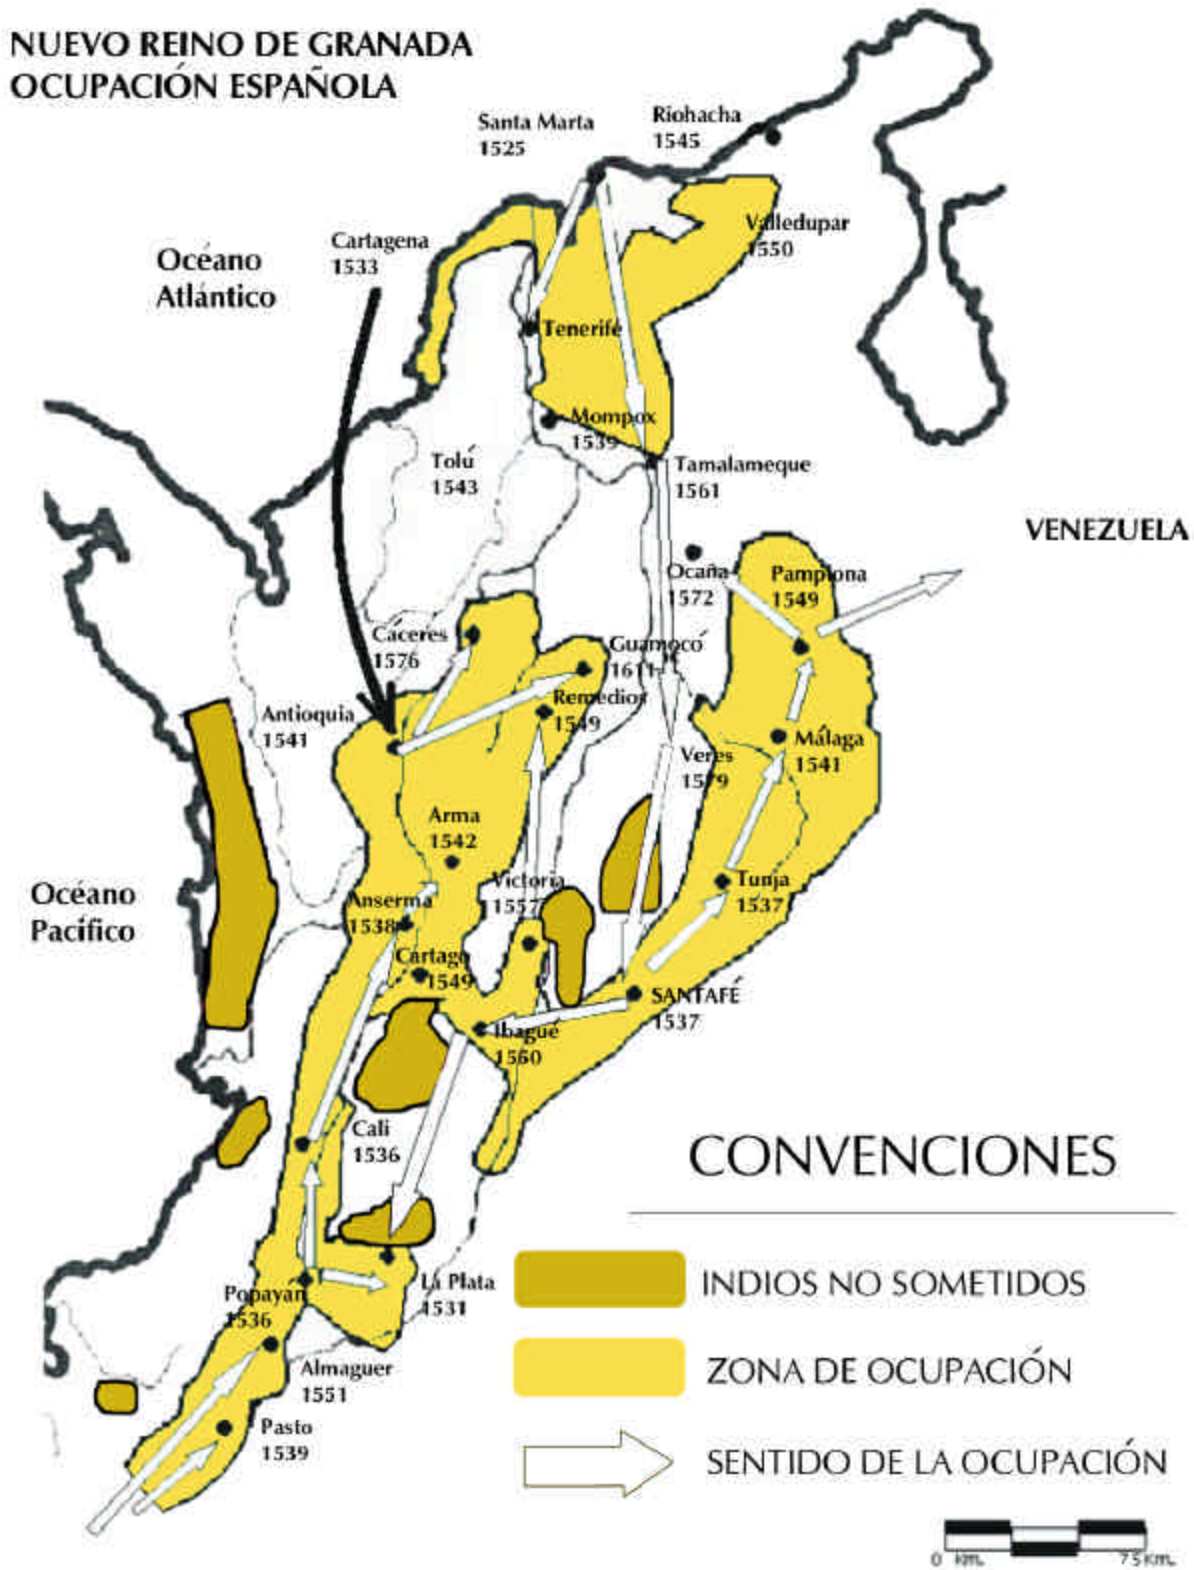 NUEVO REINO DE GRANADA
OCUPACIÓN ESPAÑOLA
Santa Marta
1525
Riohacha
1545
Valledupar
1550
Cartagena
1533
Océano
Atlántico
Tenerife
Mompox
1539
Tolú
1543
Tamalameque
1561
VENEZUELA
Ocaña
1572
Pamplona
1549
Cáceres
1576
Guamocó
1611
Remedios
1549
Antioquia
1541
Málaga
1541
Veres
1579
Arma
1542
Océano
Pacífico
Victoria
1557
Tunja
1537
Anserma
1538
Cartago
1549
SANTAFÉ
1537
Ibagué
1560
Cali
1536
CONVENCIONES
INDIOS NO SOMETIDOS
ZONA DE OCUPACIÓN
SENTIDO DE LA OCUPACIÓN
La Plata
1531
Popayan
1536
Almaguer
1551
Pasto
1539
0 km. 75 Km.